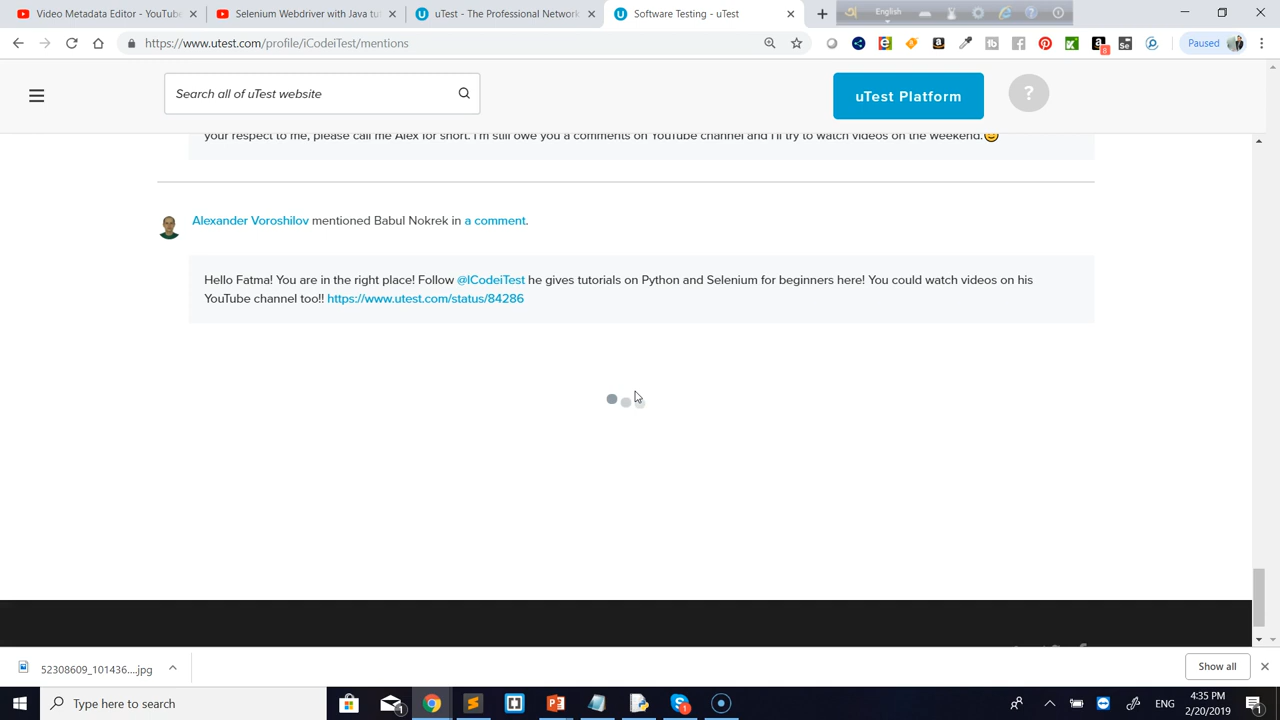 Video Metadata Editor - YouTub
Selenium Webdriver with Java tut
uTest - The Professional Network
Software Testing - uTest
English
https://www.utest.com/profile/iCodeiTest/mentions
Paused
Search all of uTest website
uTest Platform
?
your respect to me, please call me Alex for short. I'm still owe you a comments on YouTube channel and I'll try to watch videos on the weekend.
Alexander Voroshilov mentioned Babul Nokrek in a comment.
Hello Fatma! You are in the right place! Follow @ICodeiTest he gives tutorials on Python and Selenium for beginners here! You could watch videos on his
YouTube channel too!! https://www.utest.com/status/84286
52308609_101436....jpg
Show all
Type here to search
ENG
4:35 PM
2/20/2019